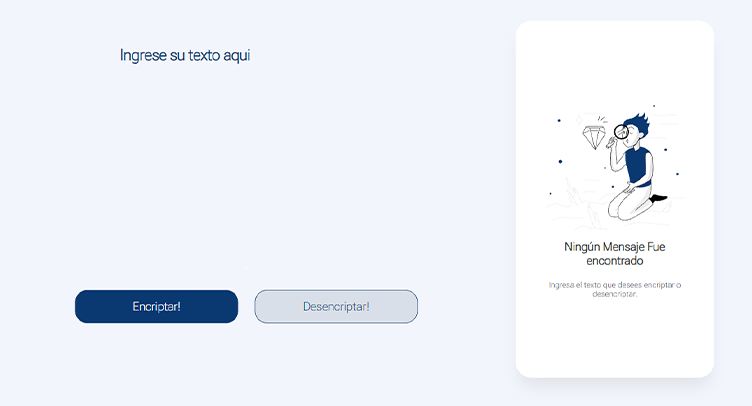 Ingrese su texto aqui
Encriptar!
Desencriptar!
Ningún Mensaje Fue
encontrado
Ingresa el texto que desees encriptar o
desencriptar.